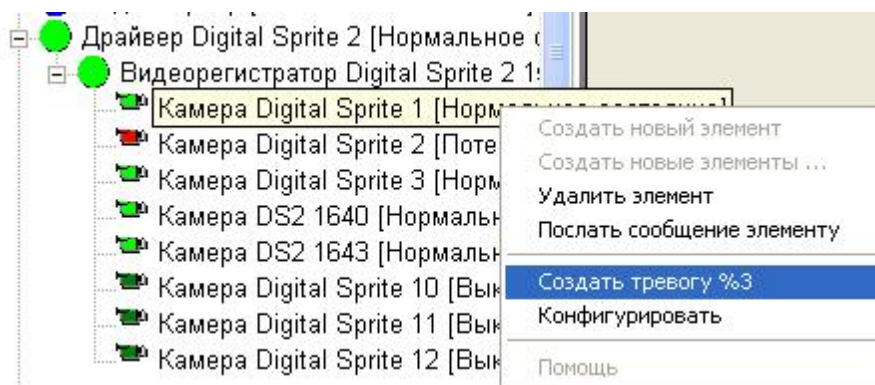 Драйвер Digital Sprite 2 [Нормальное с
Видеорегистратор Digital Sprite 2 1
Камера Digital Sprite 1 [Нормальное состояние]
Камера Digital Sprite 2 [Поте
Камера Digital Sprite 3 [Норм
Камера DS2 1640 [Нормальн
Камера DS2 1643 [Нормальн
Камера Digital Sprite 10 [Вык
Камера Digital Sprite 11 [Вык
Камера Digital Sprite 12 [Вык
Создать новый элемент
Создать новые элементы ...
Удалить элемент
Послать сообщение элементу
Создать тревогу %3
Конфигурировать
Помощь